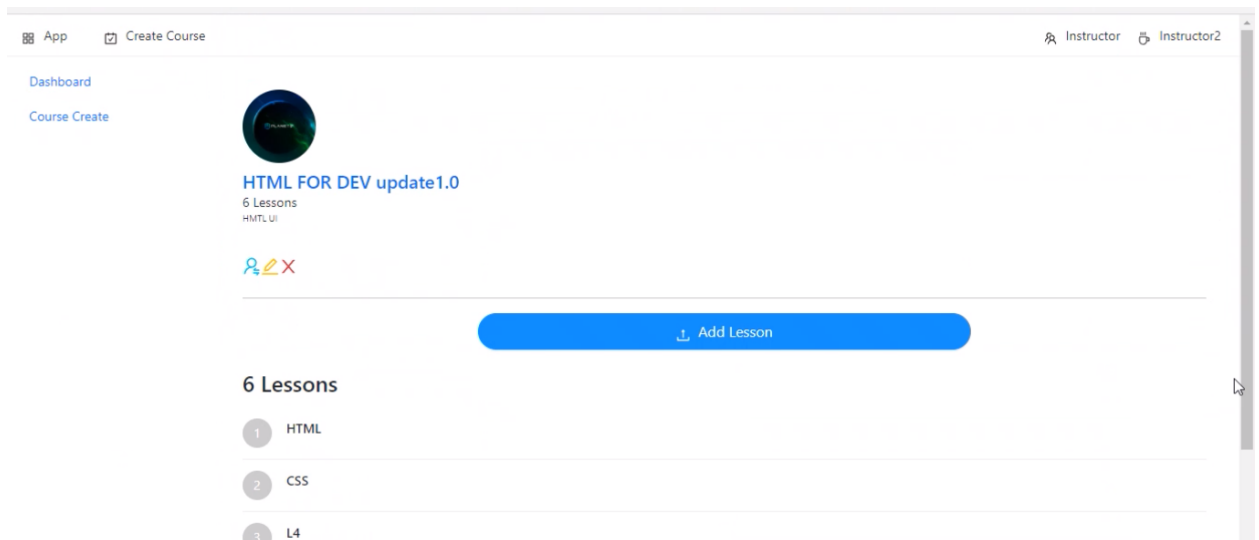 App Create Course Instructor Instructor2
Dashboard
Course Create
HTML FOR DEV update1.0
6 Lessons
HMTL UI
Add Lesson
6 Lessons
1 HTML
2 CSS
3 L4